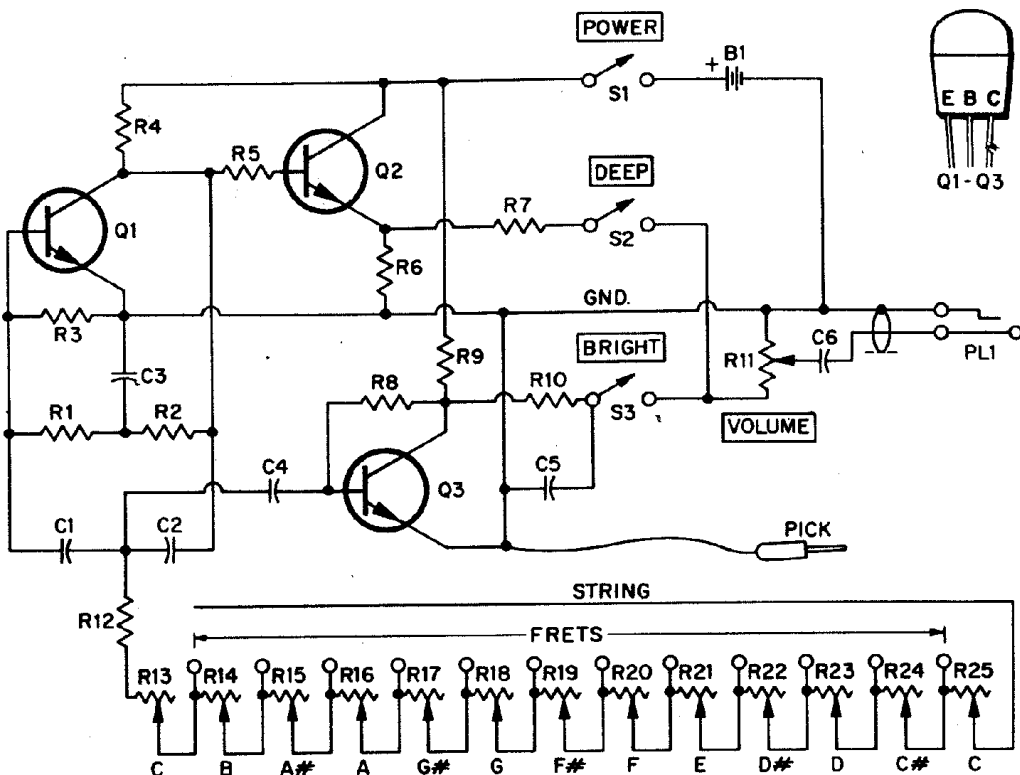 POWER
+ B1
S1
E B C
Q1-Q3
R4
R5
Q2
DEEP
R7
S2
Q1
R6
GND.
R3
BRIGHT
C6
R11
PL1
C3
R9
R8
R10
S3
R1
R2
VOLUME
C4
Q3
C5
C1
C2
PICK
STRING
R12
FRETS
R13 R14 R15 R16 R17 R18 R19 R20 R21 R22 R23 R24 R25
C B A# A G# G F# F E D# D C# C